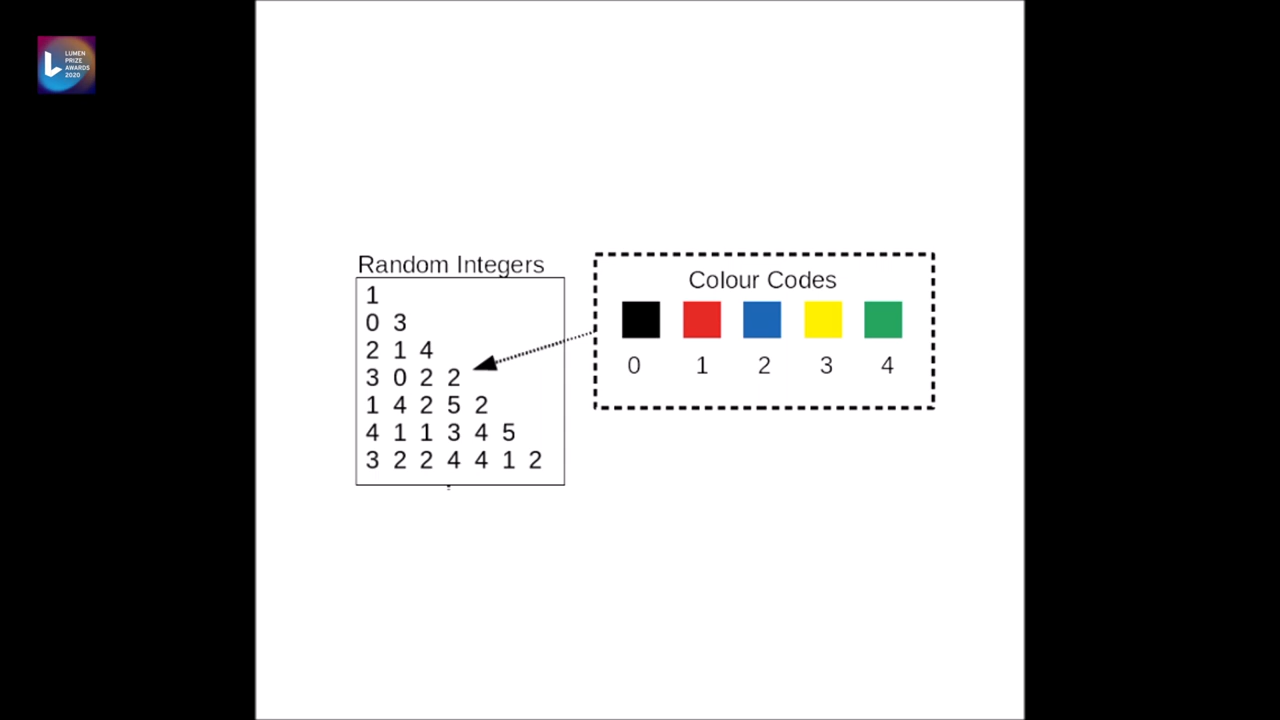 LUMEN
PRIZE
AWARDS
2020
Random Integers
1
0 3
2 1 4
3 0 2 2
1 4 2 5 2
4 1 1 3 4 5
3 2 2 4 4 1 2
Colour Codes
0 1 2 3 4